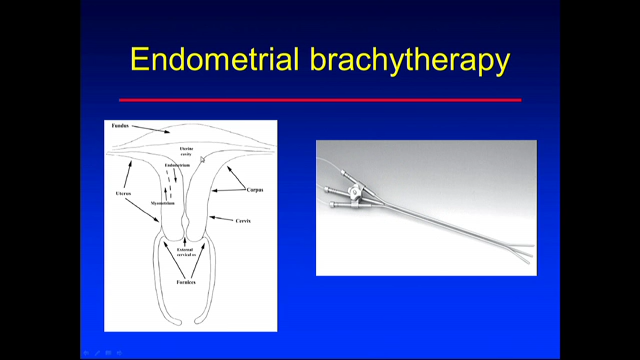 Endometrial brachytherapy
Fundus
Uterine
cavity
Endometrium
Uterus
Corpus
Myometrium
Cervix
External
cervical os
Fornices